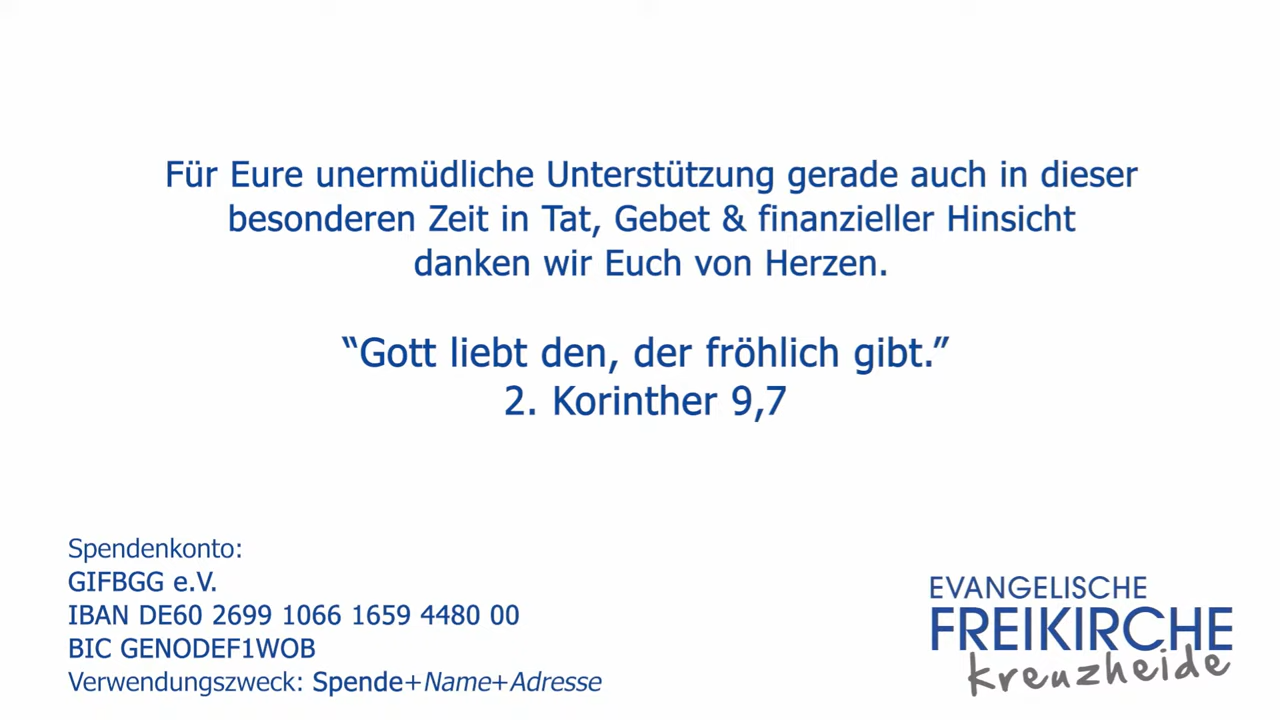 Für Eure unermüdliche Unterstützung gerade auch in dieser
besonderen Zeit in Tat, Gebet & finanzieller Hinsicht
danken wir Euch von Herzen.
“Gott liebt den, der fröhlich gibt.”
2. Korinther 9,7
Spendenkonto:
GIFBGG e.V.
IBAN DE60 2699 1066 1659 4480 00
BIC GENODEF1WOB
Verwendungszweck: Spende+Name+Adresse
EVANGELISCHE
FREIKIRCHE
kreuzheide